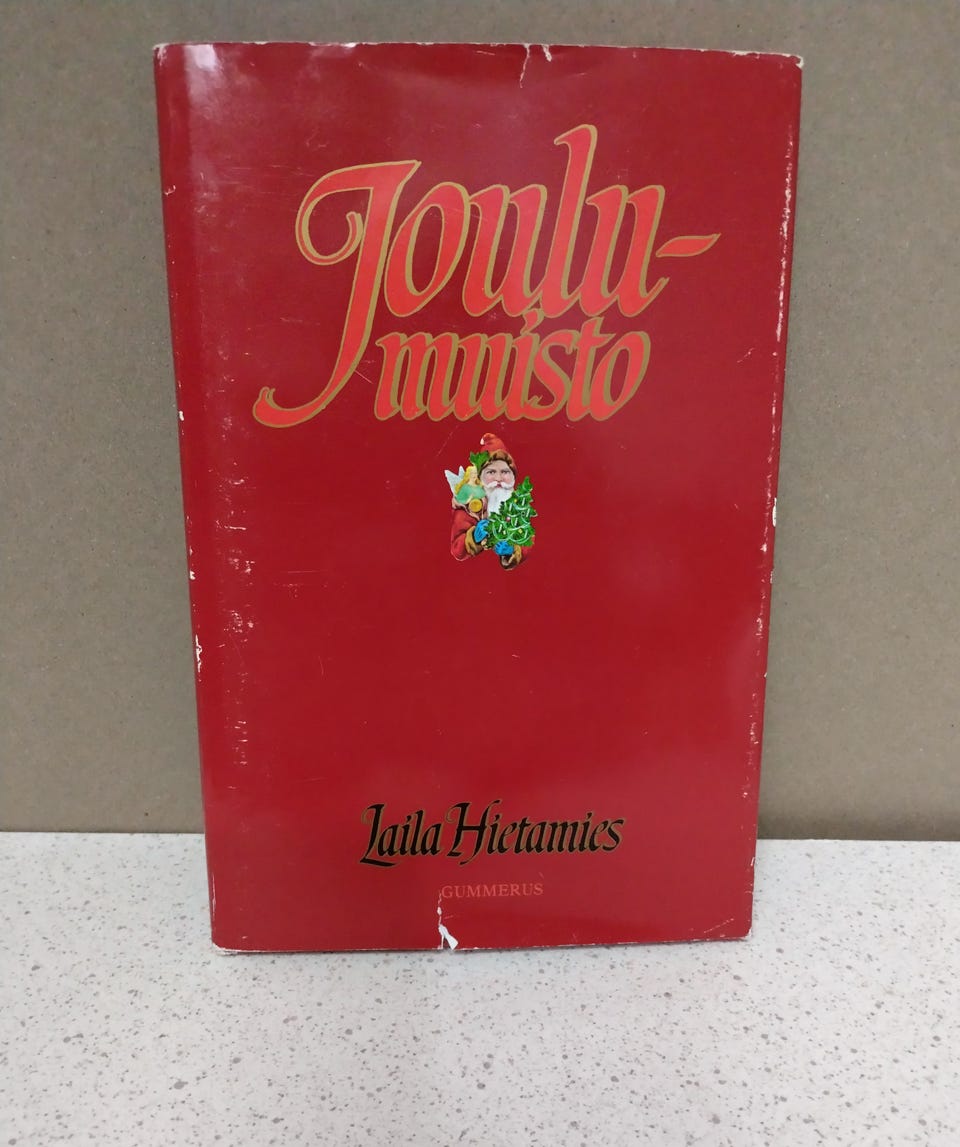 Joulu-
muisto
Laila Hietamies
GUMMERUS